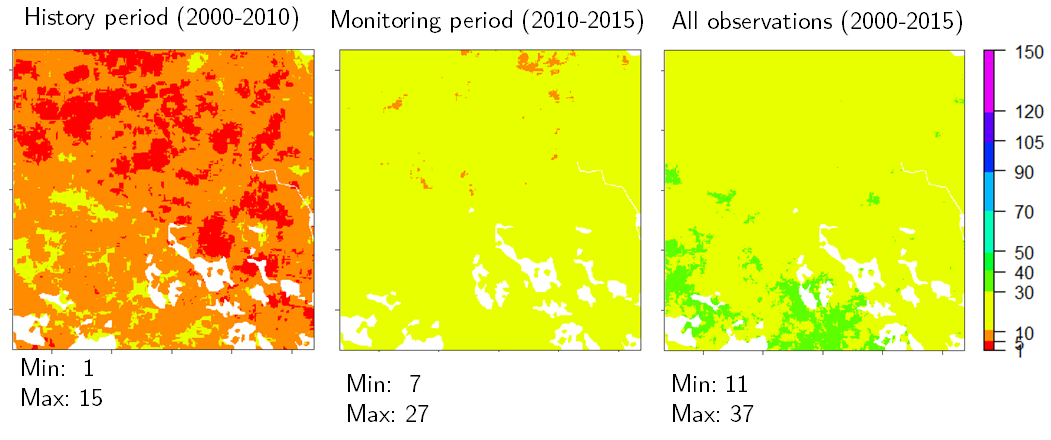 History period (2000-2010)
Monitoring period (2010-2015)
All observations (2000-2015)
150
120
105
90
70
50
40
30
10
5
1
Min: 1
Max: 15
Min: 7
Max: 27
Min: 11
Max: 37